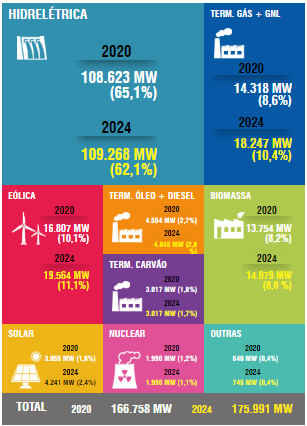 HIDRELÉTRICA
2020
108.623 MW
(65,1%)
2024
109.268 MW
(62,1%)
TERM. GÁS + GNL
2020
14.318 MW
(8,6%)
2024
18.247 MW
(10,4%)
EÓLICA
2020
16.807 MW
(10,1%)
2024
19.564 MW
(11,1%)
TERM. ÓLEO + DIESEL
2020
4.554 MW (2,7%)
2024
4.840 MW (2,8
%)
TERM. CARVÃO
2020
3.017 MW (1,8%)
2024
3.017 MW (1,7%)
BIOMASSA
2020
13.754 MW
(8,2%)
2024
14.079 MW
(8,0 %)
SOLAR
2020
3.055 MW (1,8%)
2024
4.241 MW (2,4%)
NUCLEAR
2020
1.990 MW (1,2%)
2024
1.990 MW (1,1%)
OUTRAS
2020
640 MW (0,4%)
2024
745 MW (0,4%)
TOTAL 2020 166.758 MW 2024 175.991 MW